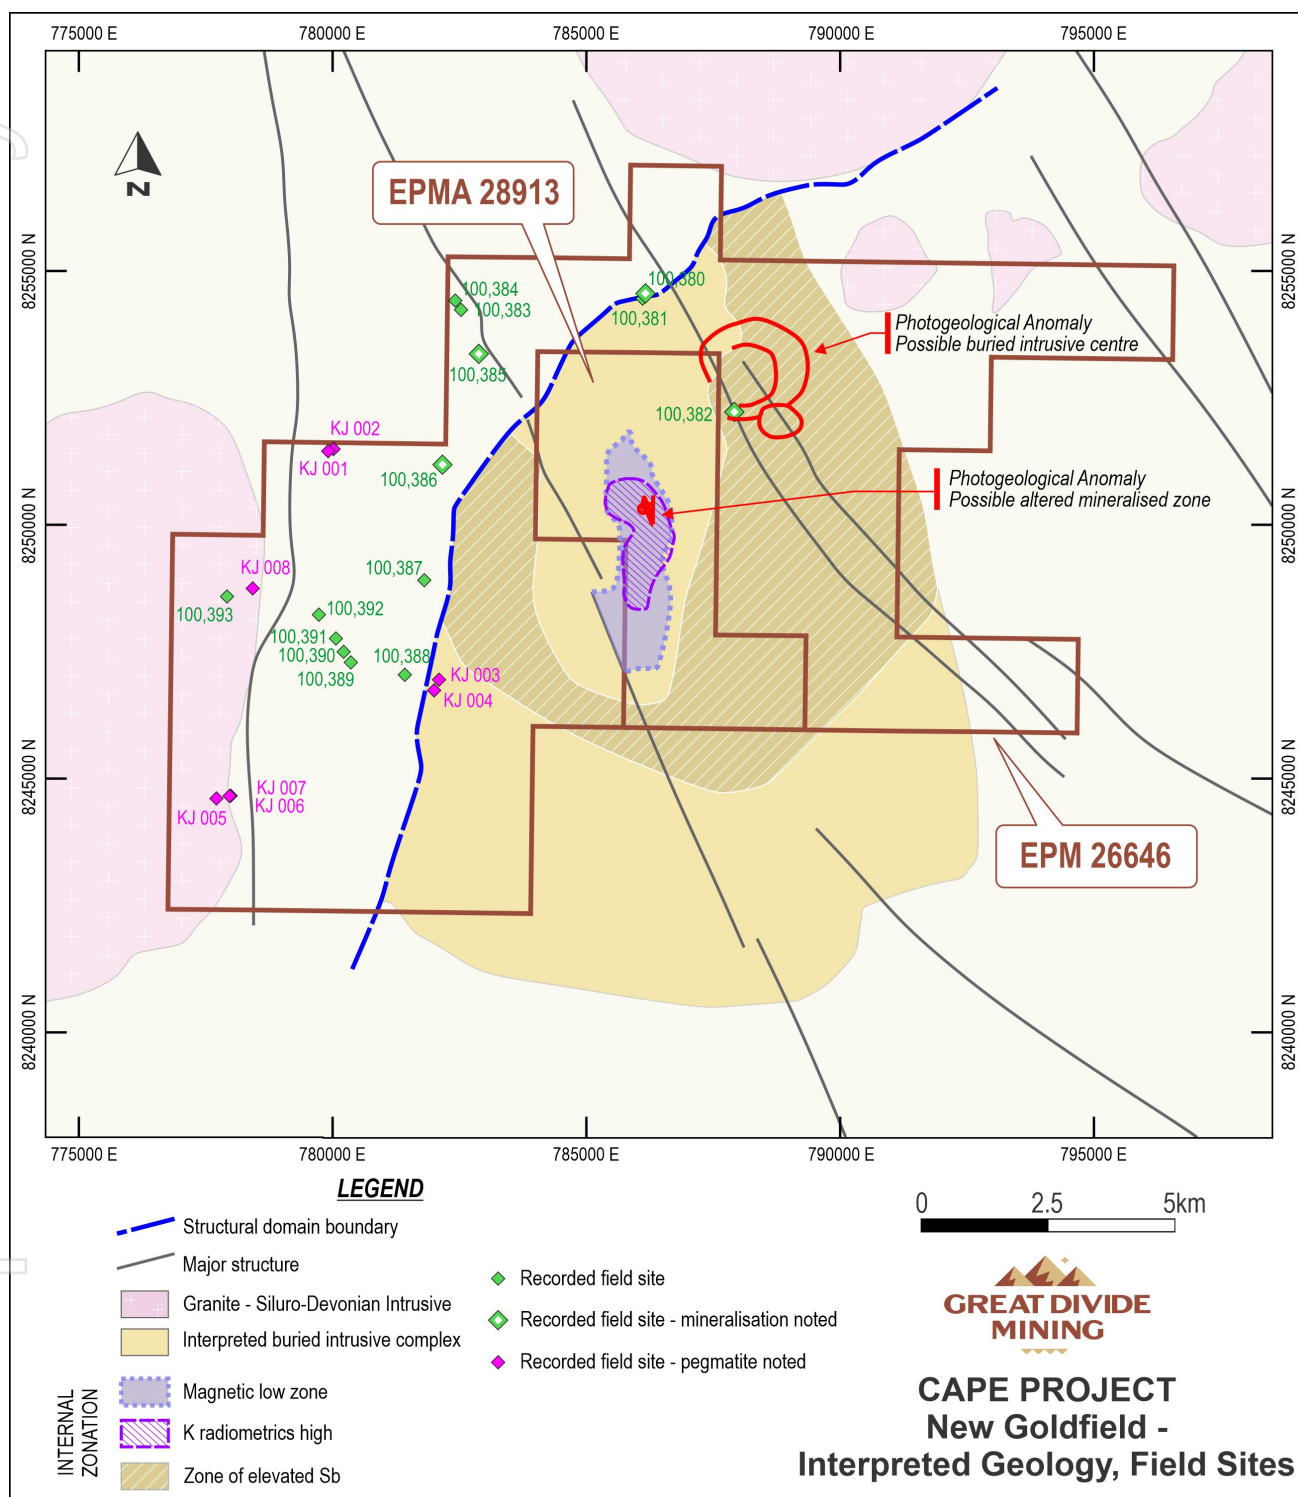 775000 E
780000 E
785000 E
790000 E
795000 E
8255000 N
8250000 N
8245000 N
8240000 N
8255000 N
8250000 N
8245000 N
8240000 N
N
EPMA 28913
100,384
100,383
100,385
100,380
100,381
Photogeological Anomaly
Possible buried intrusive centre
100,382
KJ 002
KJ 001
100,386
Photogeological Anomaly
Possible altered mineralised zone
KJ 008
100,393
100,387
100,392
100,391
100,390
100,389
100,388
KJ 003
KJ 004
KJ 007
KJ 006
KJ 005
EPM 26646
775000 E
780000 E
785000 E
790000 E
795000 E
LEGEND
Structural domain boundary
Major structure
Granite - Siluro-Devonian Intrusive
Interpreted buried intrusive complex
INTERNAL
ZONATION
Magnetic low zone
K radiometrics high
Zone of elevated Sb
Recorded field site
Recorded field site - mineralisation noted
Recorded field site - pegmatite noted
0 2.5 5km
GREAT DIVIDE
MINING
CAPE PROJECT
New Goldfield -
Interpreted Geology, Field Sites